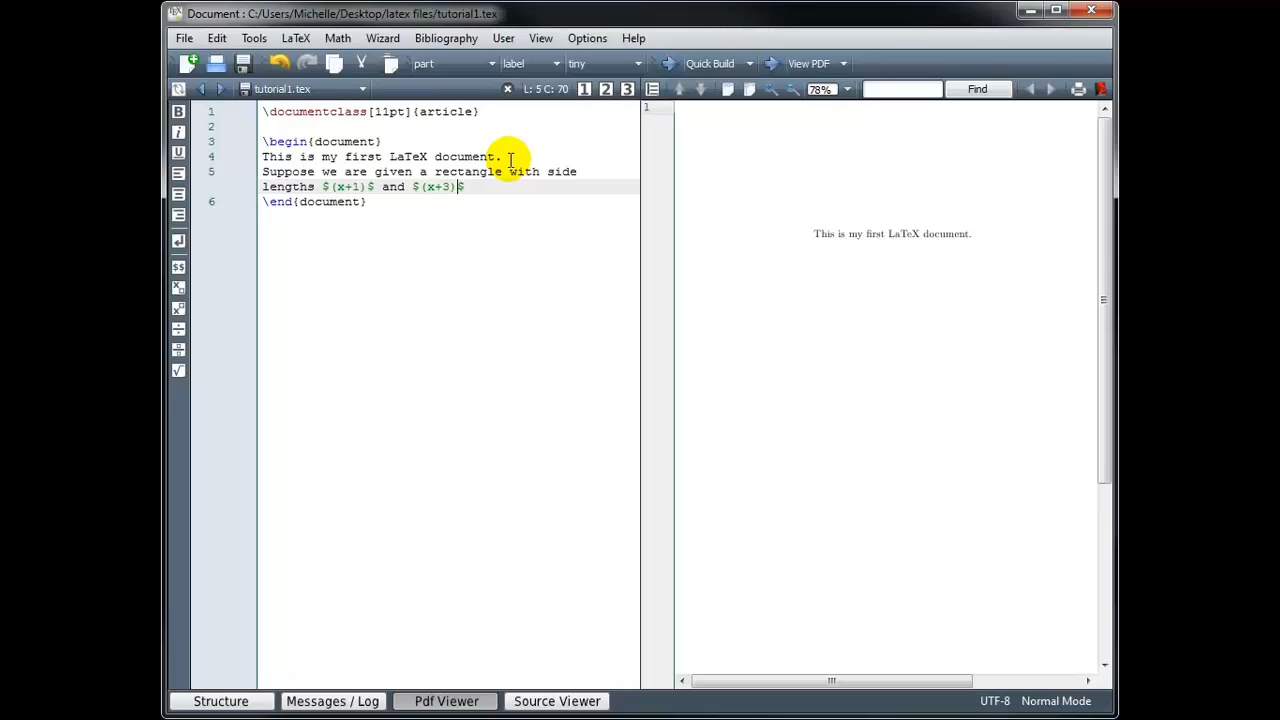 Document : C:/Users/Michelle/Desktop/latex files/tutorial1.tex
File Edit Tools LaTeX Math Wizard Bibliography User View Options Help
part label tiny Quick Build View PDF
tutorial1.tex L: 5 C: 70 1 2 3 78% Find
1 \documentclass[11pt]{article}
2
3 \begin{document}
4 This is my first LaTeX document.
5 Suppose we are given a rectangle with side
lengths $(x+1)$ and $(x+3)$
6 \end{document}
1
This is my first LaTeX document.
Structure Messages / Log Pdf Viewer Source Viewer UTF-8 Normal Mode